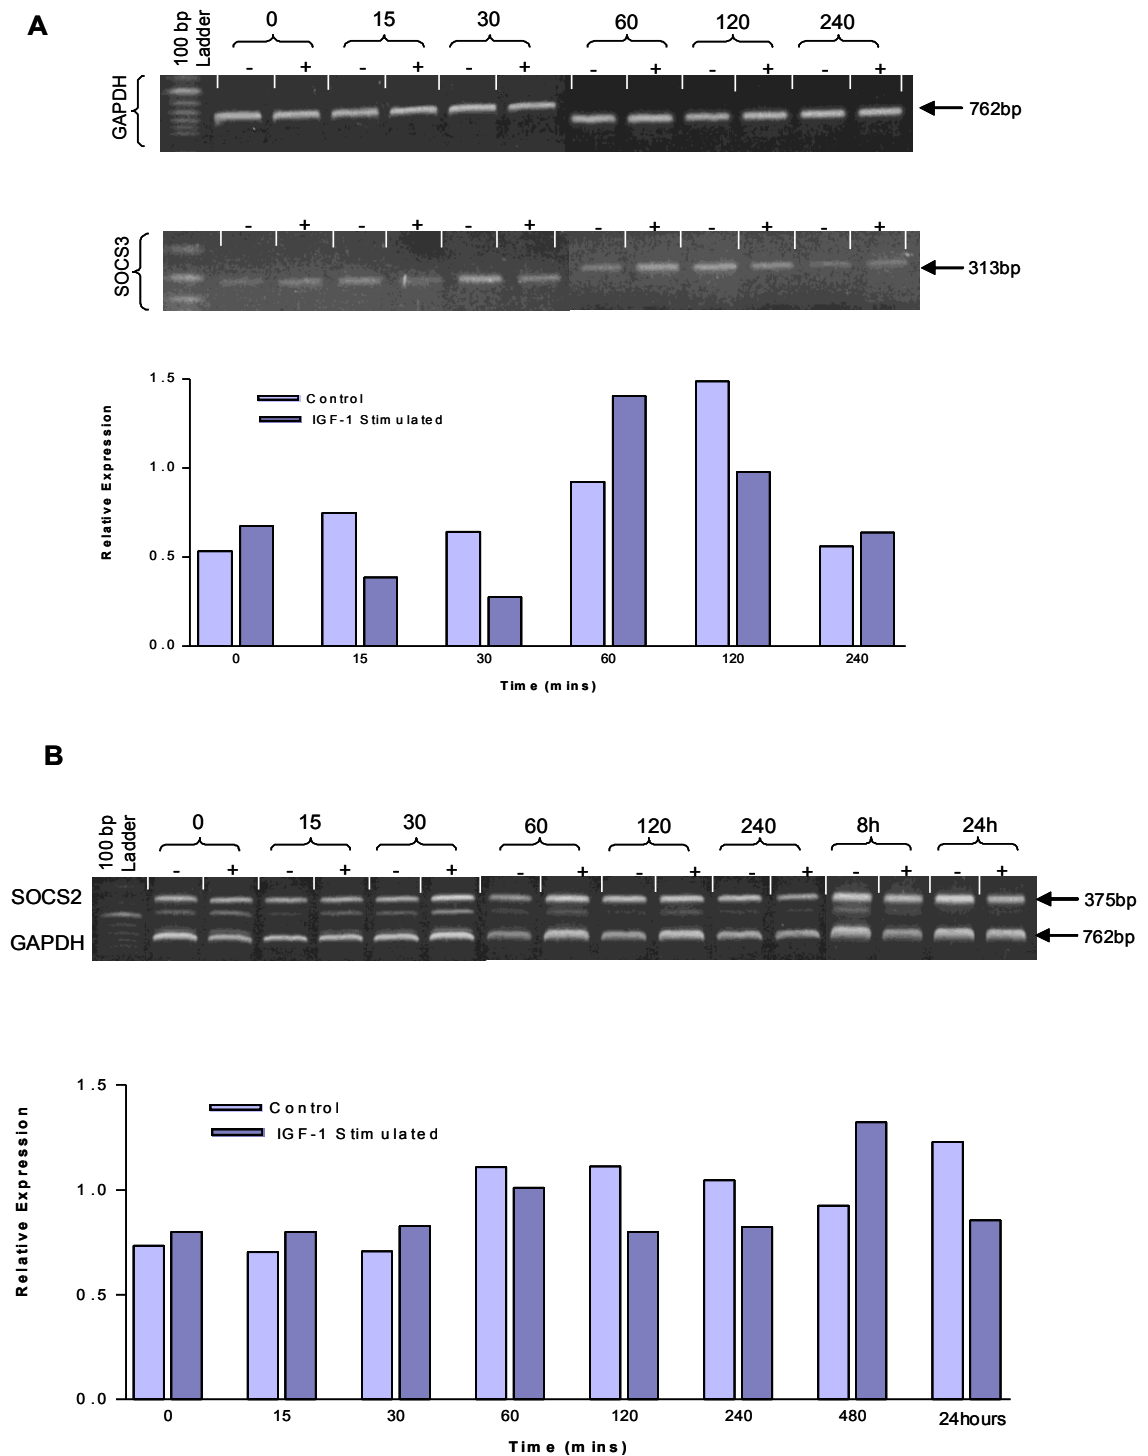 A
100 bp
Ladder
0 15 30 60 120 240
- + - + - + - + - + - +
GAPDH
762bp
- + - + - + - + - + - +
SOCS3
313bp
1.5
1.0
0.5
0.0
Relative Expression
Control
IGF-1 Stimulated
0 15 30 60 120 240
Time (mins)
B
100 bp
Ladder
0 15 30 60 120 240 8h 24h
- + - + - + - + - + - + - + - +
SOCS2
375bp
GAPDH
762bp
1.5
1.0
0.5
0.0
Relative Expression
Control
IGF-1 Stimulated
0 15 30 60 120 240 480 24hours
Time (mins)